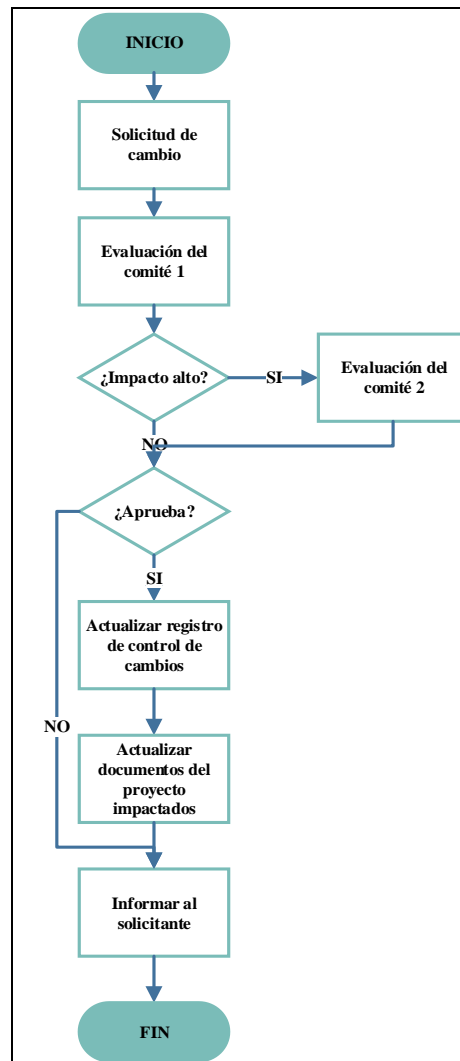 INICIO
Solicitud de
cambio
Evaluación del
comité 1
¿Impacto alto?
SI
Evaluación del
comité 2
NO
¿Aprueba?
SI
Actualizar registro
de control de
cambios
NO
Actualizar
documentos del
proyecto
impactados
Informar al
solicitante
FIN